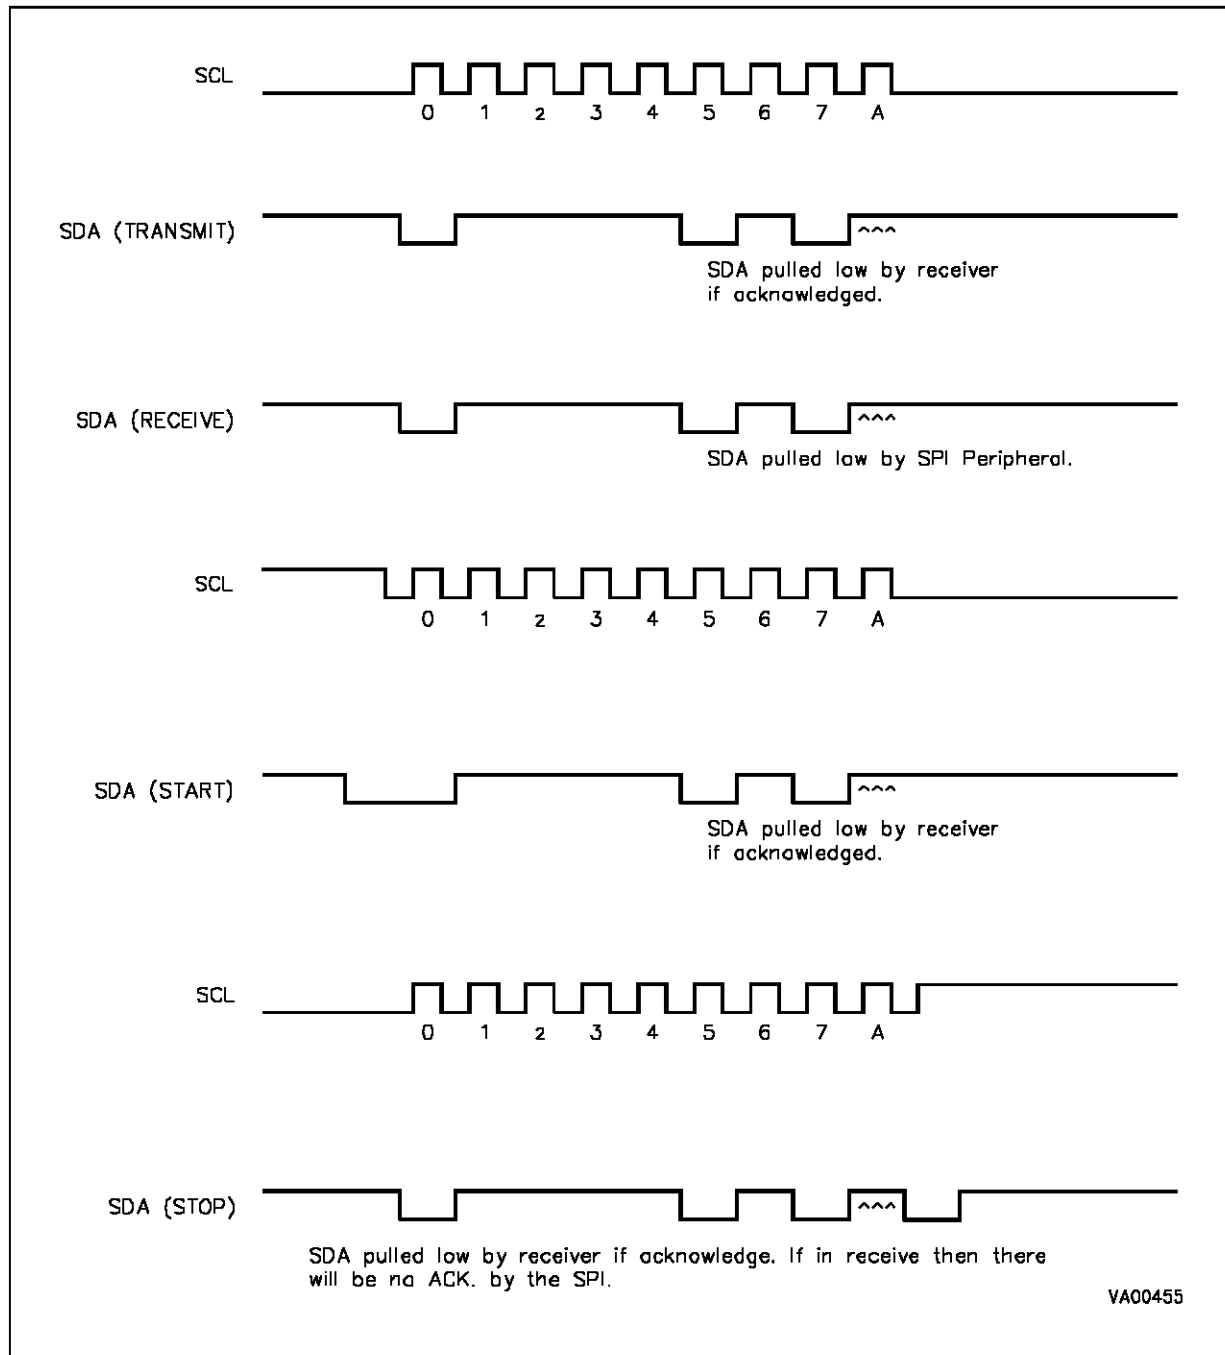 SCL
0 1 2 3 4 5 6 7 A
SDA (TRANSMIT)
^^^
SDA pulled low by receiver
if acknowledged.
SDA (RECEIVE)
^^^
SDA pulled low by SPI Peripheral.
SCL
0 1 2 3 4 5 6 7 A
SDA (START)
^^^
SDA pulled low by receiver
if acknowledged.
SCL
0 1 2 3 4 5 6 7 A
SDA (STOP)
^^^
SDA pulled low by receiver if acknowledge. If in receive then there
will be no ACK. by the SPI.
VA00455